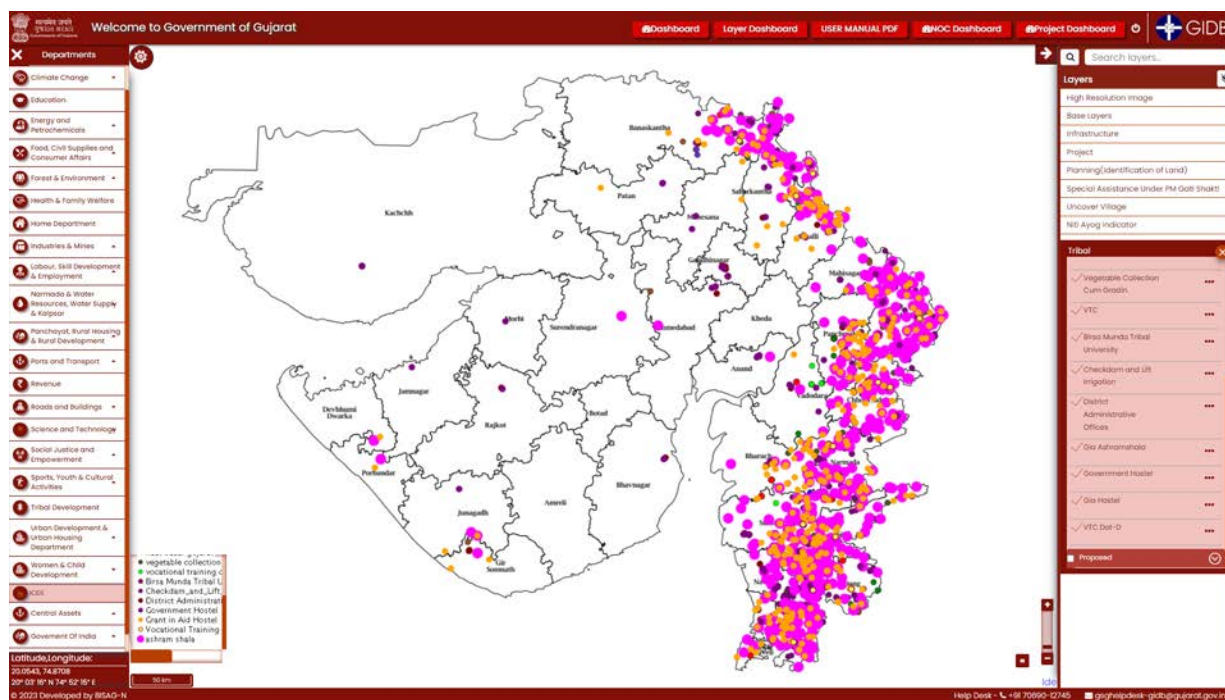 सत्यमेव जयते
Welcome to Government of Gujarat
Dashboard
Layer Dashboard
USER MANUAL PDF
NOC Dashboard
Project Dashboard
GIDB
Departments
Climate Change
Education
Energy and
Petrochemicals
Food, Civil Supplies and
Consumer Affairs
Forest & Environment
Health & Family Welfare
Home Department
Industries & Mines
Labour, Skill Development
& Employment
Narmada & Water
Resources, Water Supply
& Kalpsar
Panchayat, Rural Housing
& Rural Development
Ports and Transport
Revenue
Roads and Buildings
Science and Technology
Social Justice and
Empowerment
Sports, Youth & Cultural
Activities
Tribal Development
Urban Development &
Urban Housing
Department
Women & Child
Development
ICDS
Central Assets
Goverment Of India
Latitude,Longitude:
20.0543, 74.8708
20° 03' 16" N 74° 52' 15" E
© 2023 Developed by BISAG-N
Banaskantha
Patan
Kachchh
Mahesana
Gandhinagar
Mahisagar
Morbi
Surendranagar
Kheda
Anand
Vadodara
Jamnagar
Devbhumi
Dwarka
Rajkot
Botad
Porbandar
Bharuch
Narmada
Junagadh
Amreli
Bhavnagar
Gir
Somnath
vegetable collection
vocational training c
Birsa Munda Tribal U
Checkdam_and_Lift_
District Administrat
Government Hostel
Grant in Aid Hostel
Vocational Training
ashram shala
50 km
Ide
Search layers...
Layers
High Resolution Image
Base Layers
Infrastructure
Project
Planning(Identification of Land)
Special Assistance Under PM Gati Shakti
Uncover Village
Niti Ayog Indicator
Tribal
Vegetable Collection
Cum Gradin.
VTC
Birsa Munda Tribal
University
Checkdam and Lift
Irrigation
District
Administrative
Offices
Gia Ashramshala
Government Hostel
Gia Hostel
VTC Dot-D
Proposed
Help Desk - +91 70690-12745
gsghelpdesk-gidb@gujarat.gov.in